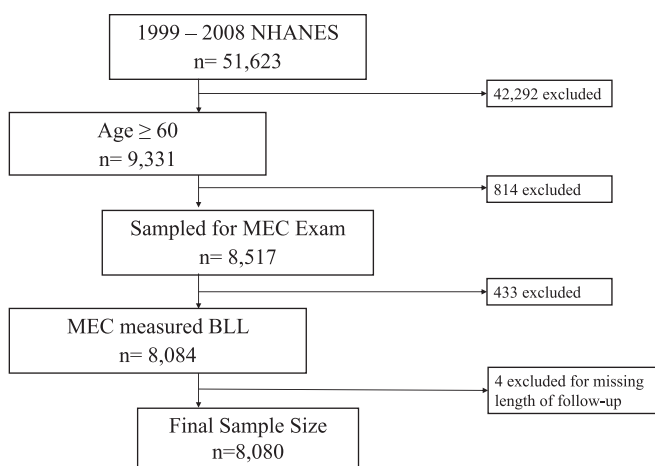 1999 – 2008 NHANES
n= 51,623
42,292 excluded
Age ≥ 60
n= 9,331
814 excluded
Sampled for MEC Exam
n= 8,517
433 excluded
MEC measured BLL
n= 8,084
4 excluded for missing
length of follow-up
Final Sample Size
n=8,080